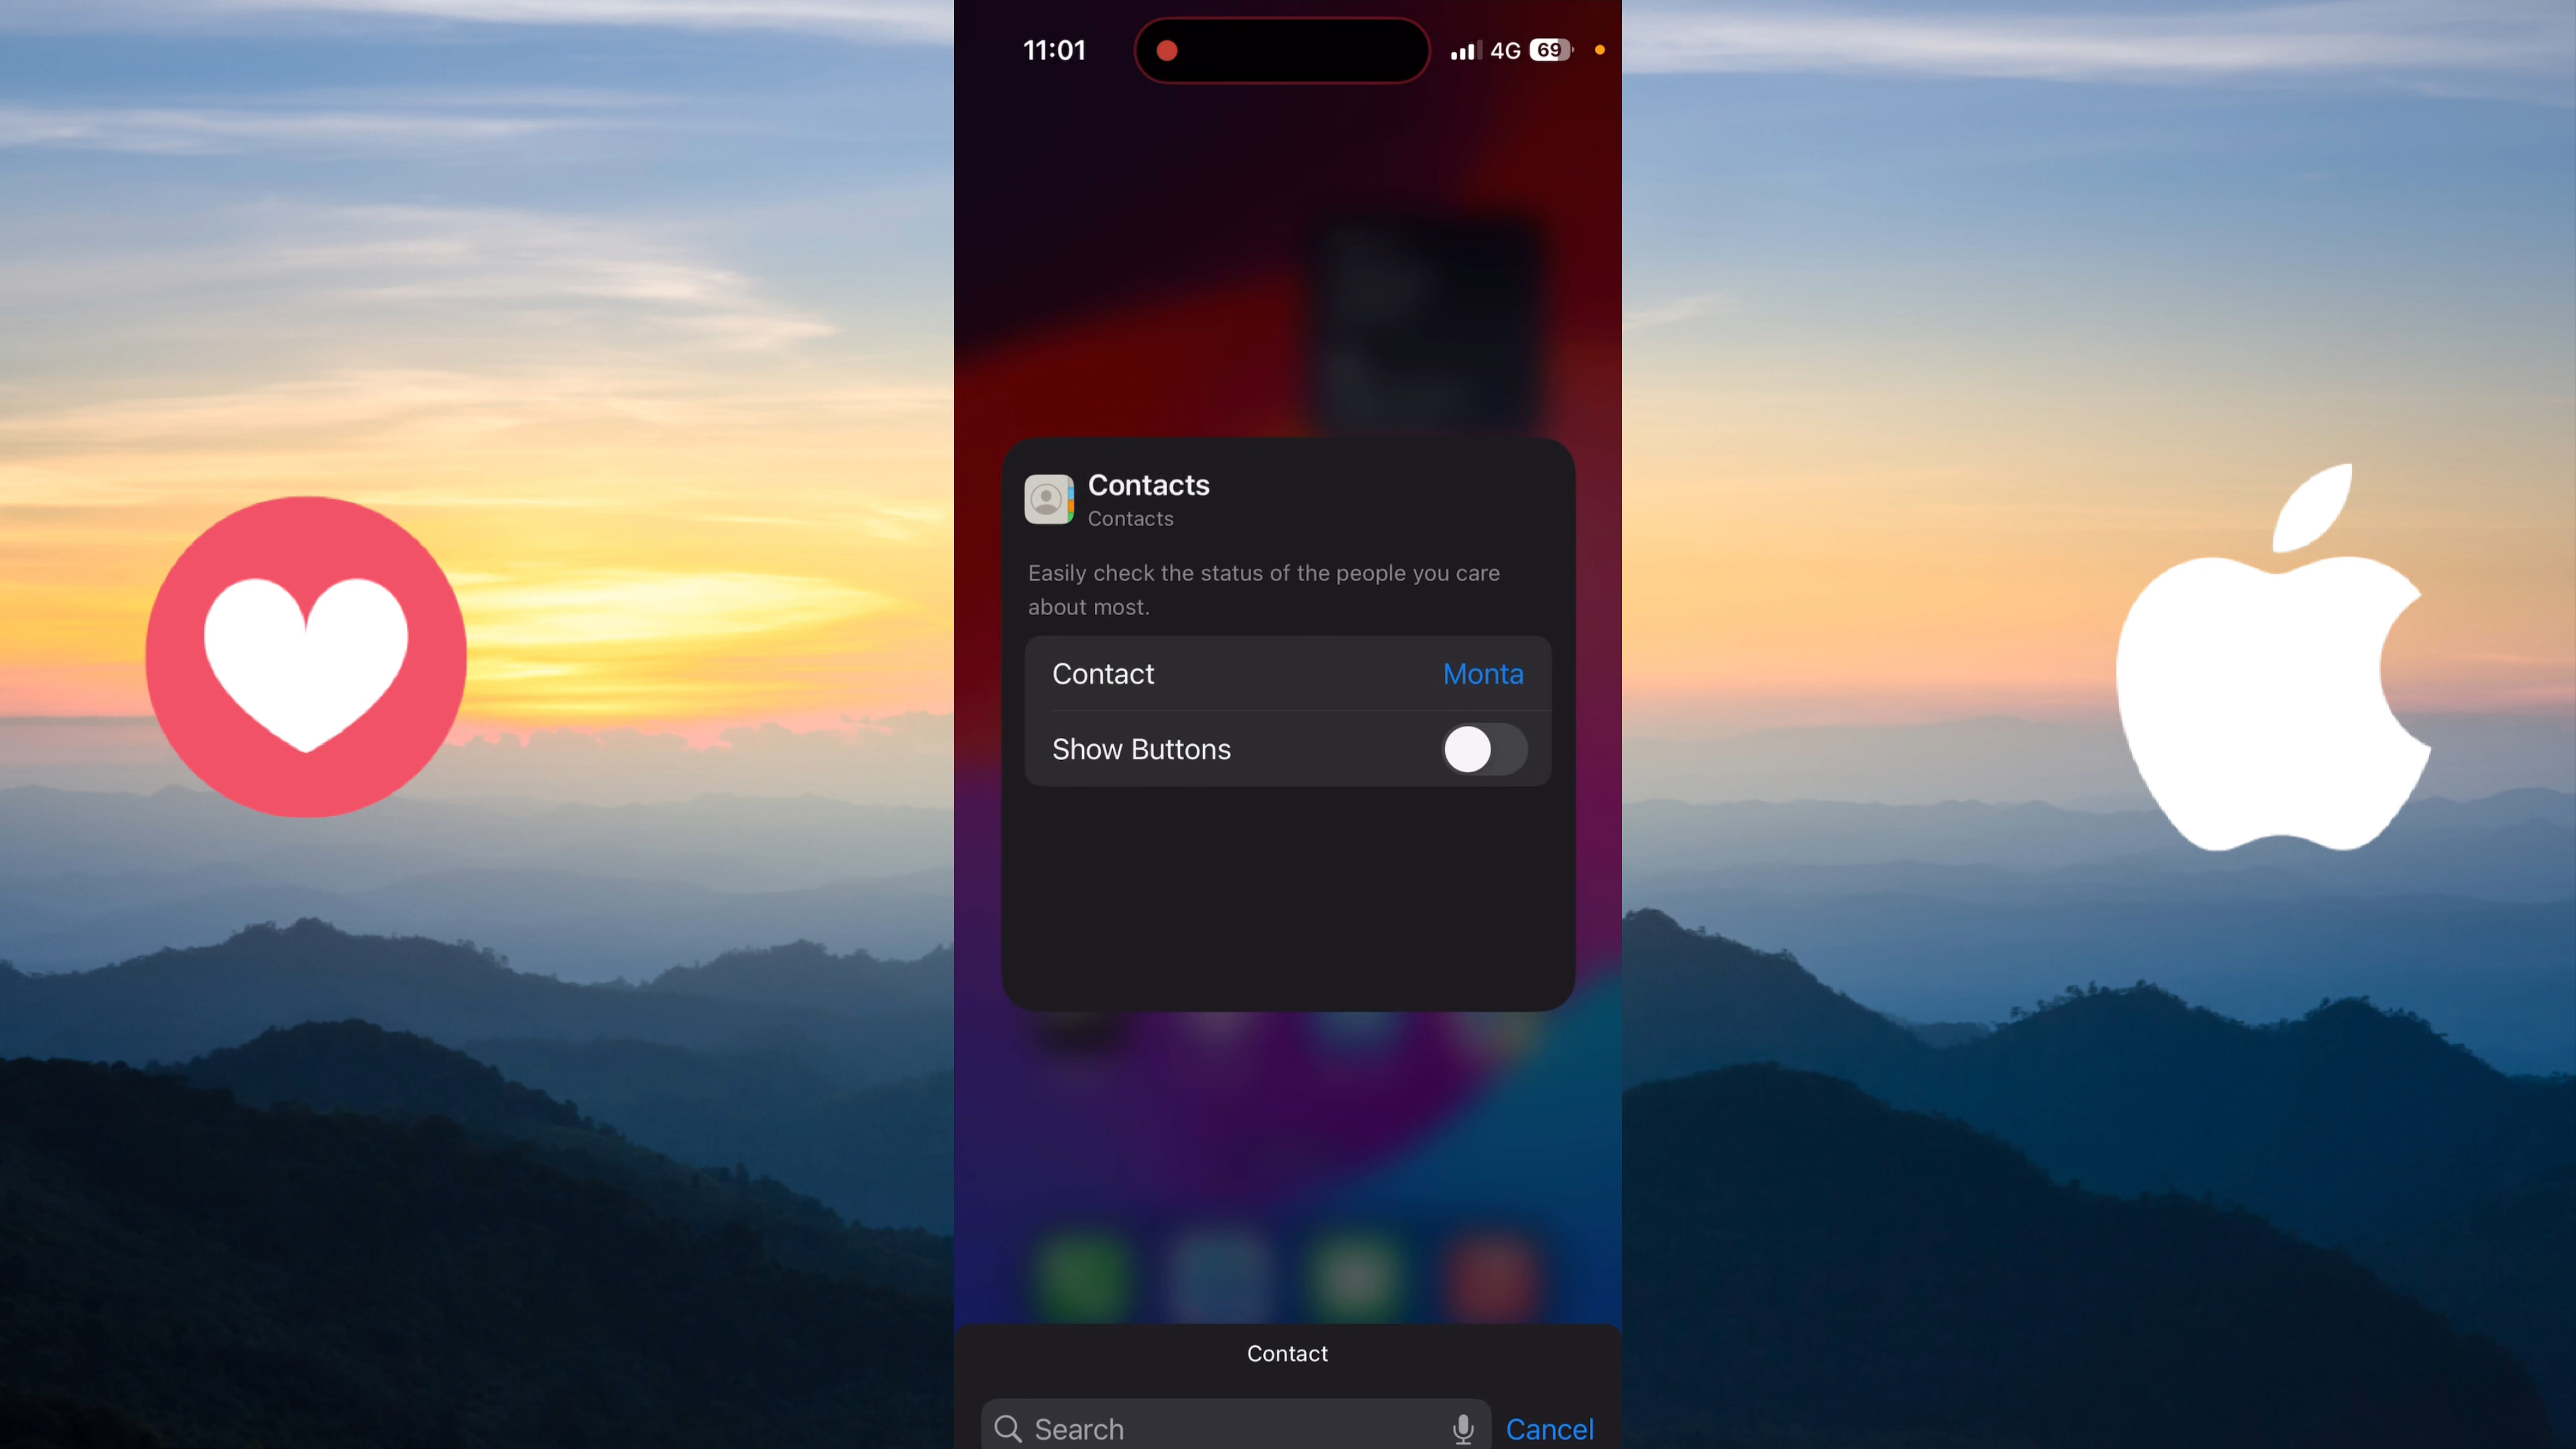 11:01
4G 69
Contacts
Contacts
Easily check the status of the people you care
about most.
Contact Monta
Show Buttons
Contact
Search Cancel